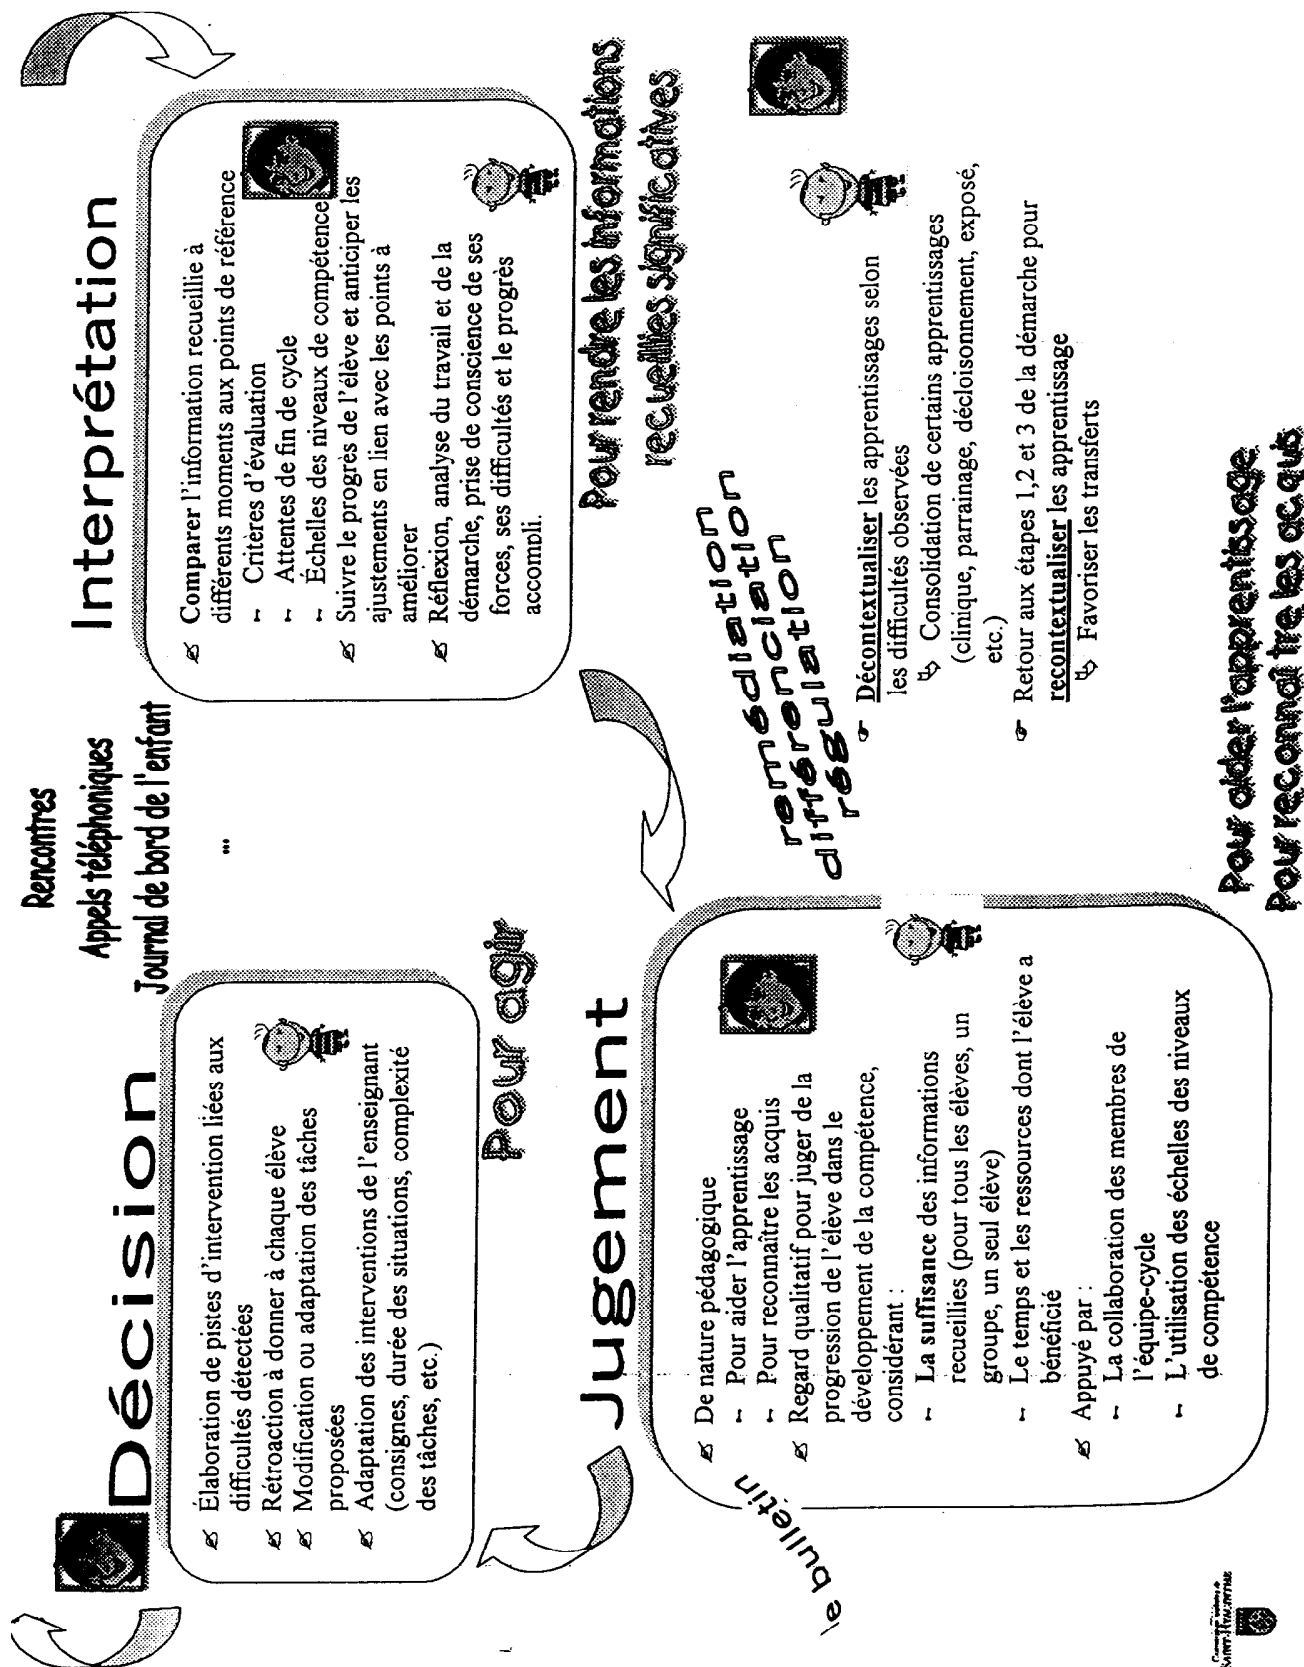 Décision
Élaboration de pistes d'intervention liées aux
difficultés détectées
Rétroaction à donner à chaque élève
Modification ou adaptation des tâches
proposées
Adaptation des interventions de l'enseignant
(consignes, durée des situations, complexité
des tâches, etc.)
Pour agir
Rencontres
Appels téléphoniques
Journal de bord de l'enfant
...
Interprétation
Comparer l'information recueillie à
différents moments aux points de référence
Critères d'évaluation
Attentes de fin de cycle
Échelles des niveaux de compétence
Suivre le progrès de l'élève et anticiper les
ajustements en lien avec les points à
améliorer
Réflexion, analyse du travail et de la
démarche, prise de conscience de ses
forces, ses difficultés et le progrès
accompli.
Pour rendre les informations
recueillies significatives
Jugement
De nature pédagogique
Pour aider l'apprentissage
Pour reconnaître les acquis
Regard qualitatif pour juger de la
progression de l'élève dans le
développement de la compétence,
considérant :
La suffisance des informations
recueillies (pour tous les élèves, un
groupe, un seul élève)
Le temps et les ressources dont l'élève a
bénéficié
Appuyé par :
La collaboration des membres de
l'équipe-cycle
L'utilisation des échelles des niveaux
de compétence
le bulletin
remédiation
différenciation
régulation
Décontextualiser les apprentissages selon
les difficultés observées
Consolidation de certains apprentissages
(clinique, parrainage, décloisonnement, exposé,
etc.)
Retour aux étapes 1,2 et 3 de la démarche pour
recontextualiser les apprentissage
Favoriser les transferts
Pour aider l'apprentissage
Pour reconnaître les acquis
SAINT-HYACINTHE